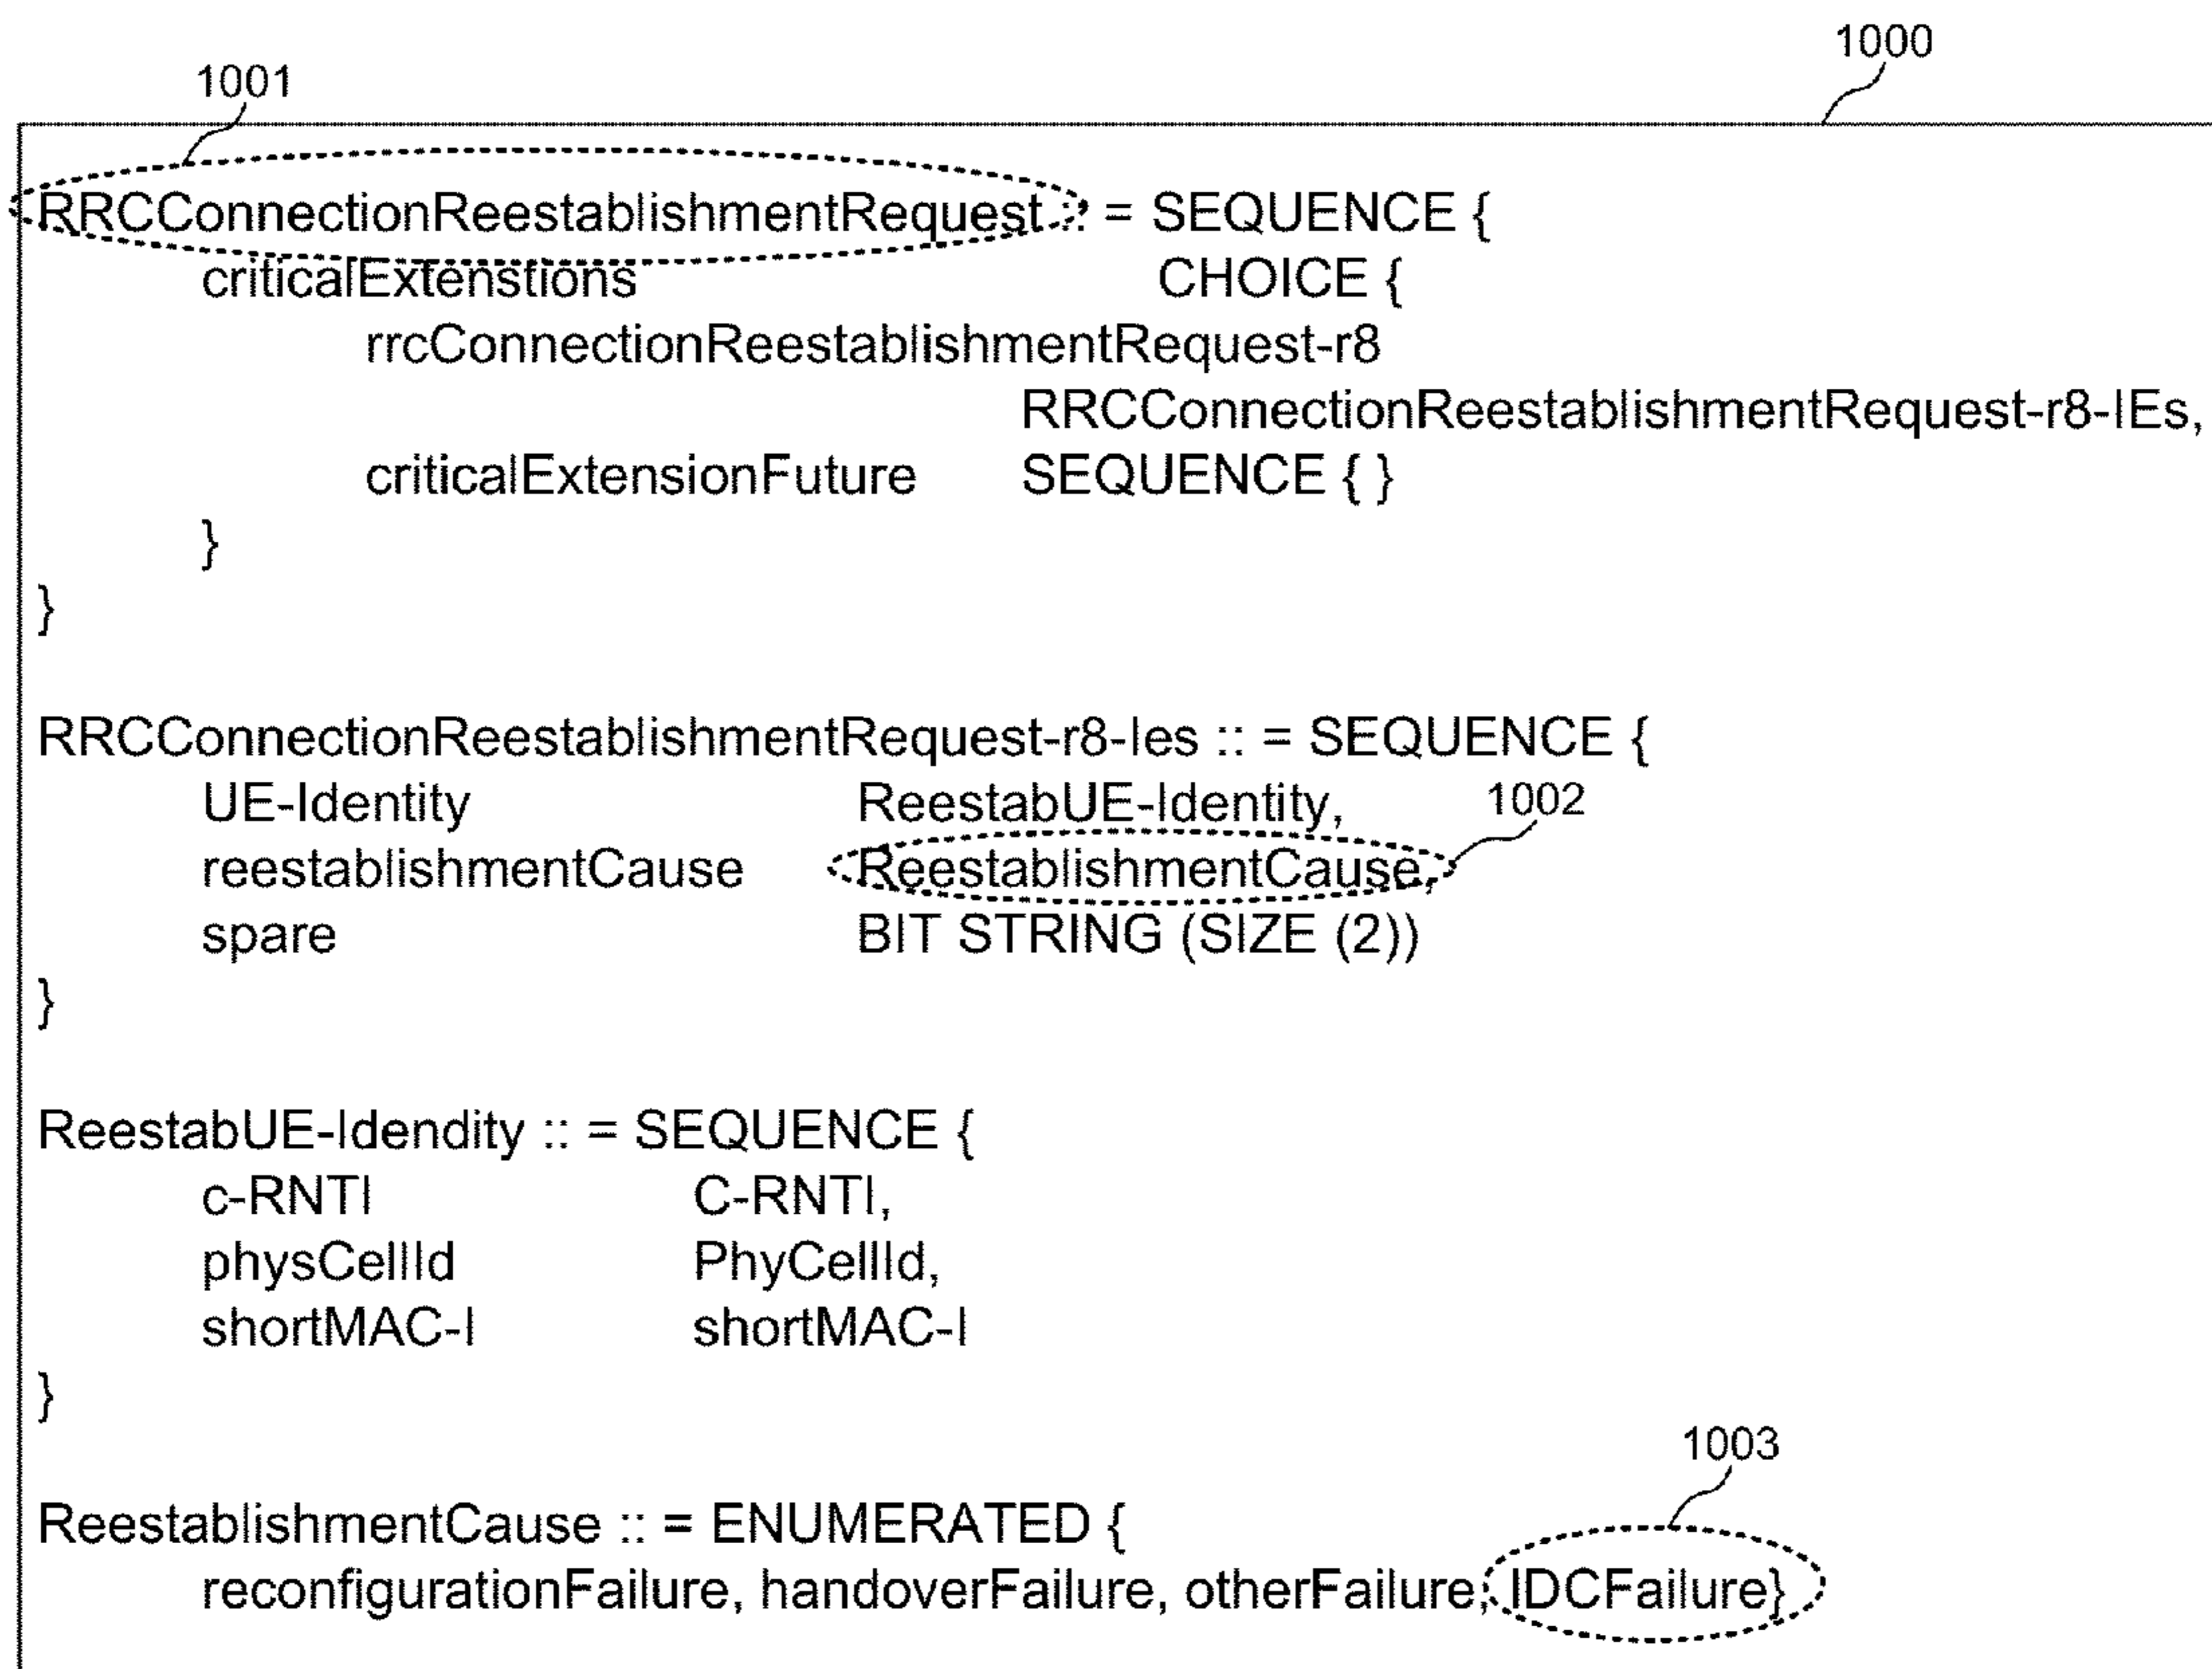 1000
1001
RRCConnectionReestablishmentRequest :: = SEQUENCE {
criticalExtenstions CHOICE {
rrcConnectionReestablishmentRequest-r8
RRCConnectionReestablishmentRequest-r8-IEs,
criticalExtensionFuture SEQUENCE { }
}
}
RRCConnectionReestablishmentRequest-r8-Ies :: = SEQUENCE {
UE-Identity ReestabUE-Identity,
1002
reestablishmentCause ReestablishmentCause,
spare BIT STRING (SIZE (2))
}
ReestabUE-Idendity :: = SEQUENCE {
c-RNTI C-RNTI,
physCellId PhyCellId,
shortMAC-I shortMAC-I
}
1003
ReestablishmentCause :: = ENUMERATED {
reconfigurationFailure, handoverFailure, otherFailure, IDCFailure}